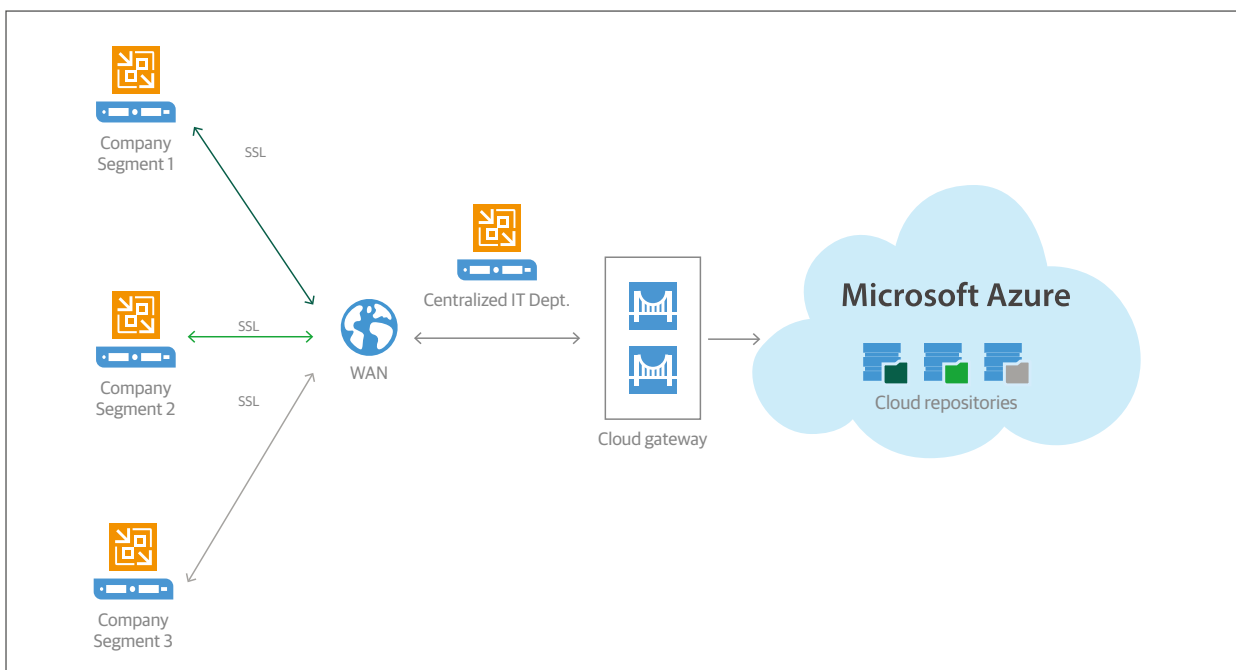 Company
Segment 1
SSL
Centralized IT Dept.
Microsoft Azure
Company
Segment 2
SSL
WAN
SSL
Cloud repositories
Cloud gateway
Company
Segment 3